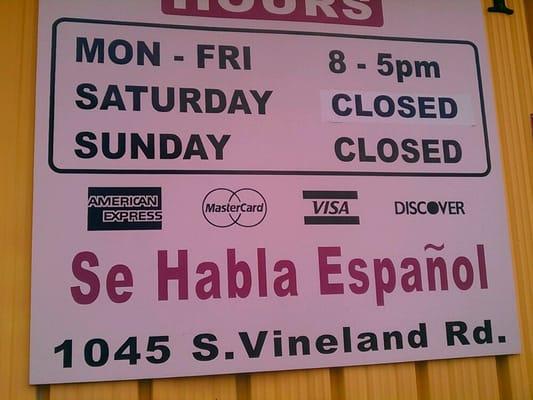 HOURS
MON - FRI 8 - 5pm
SATURDAY CLOSED
SUNDAY CLOSED
AMERICAN EXPRESS MasterCard VISA DISCOVER
Se Habla Español
1045 S.Vineland Rd.